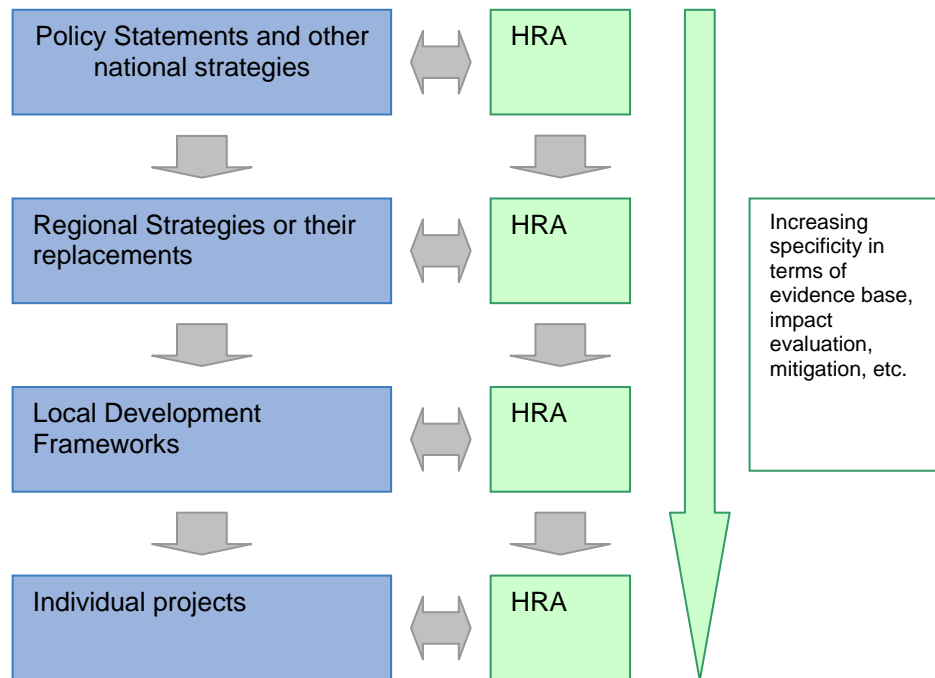 Policy Statements and other
national strategies
HRA
Regional Strategies or their
replacements
HRA
Increasing
specificity in
terms of
evidence base,
impact
evaluation,
mitigation, etc.
Local Development
Frameworks
HRA
Individual projects
HRA